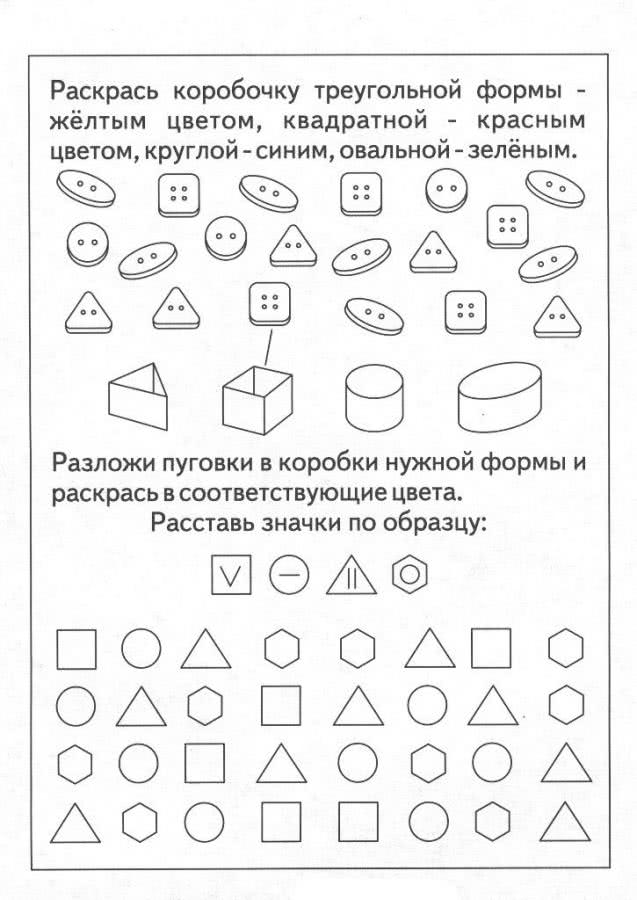 Раскрась коробочку треугольной формы -
жёлтым цветом, квадратной - красным
цветом, круглой - синим, овальной - зелёным.
Разложи пуговки в коробки нужной формы и
раскрась в соответствующие цвета.
Расставь значки по образцу: